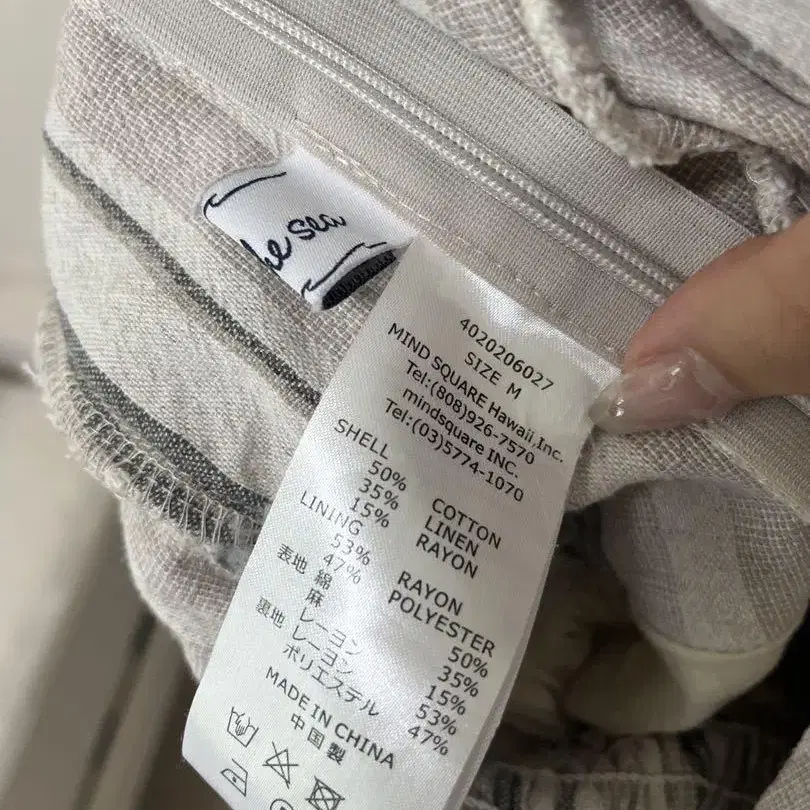 he sea
4020206027
SIZE M
MIND SQUARE Hawaii,Inc.
Tel:(808)926-7570
mindsquare INC.
Tel:(03)5774-1070
SHELL
50% COTTON
35% LINEN
15% RAYON
LINING
53% RAYON
47% POLYESTER
表地 綿 50%
麻 35%
レーヨン 15%
裏地 レーヨン 53%
ポリエステル 47%
MADE IN CHINA
中国製